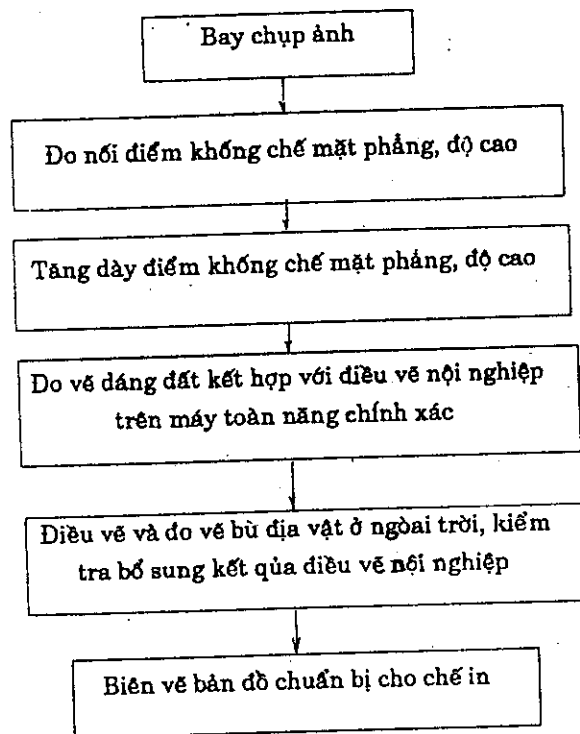 Bay chụp ảnh
Đo nối điểm khống chế mặt phẳng, độ cao
Tăng dày điểm khống chế mặt phẳng, độ cao
Đo vẽ dáng đất kết hợp với điều vẽ nội nghiệp
trên máy toàn năng chính xác
Điều vẽ và đo vẽ bù địa vật ở ngòai trời, kiểm
tra bổ sung kết qủa điều vẽ nội nghiệp
Biên vẽ bản đồ chuẩn bị cho chế in